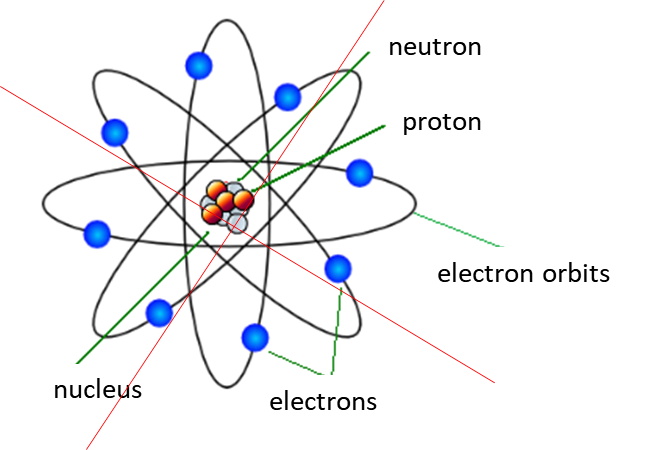 neutron
proton
electron orbits
nucleus
electrons